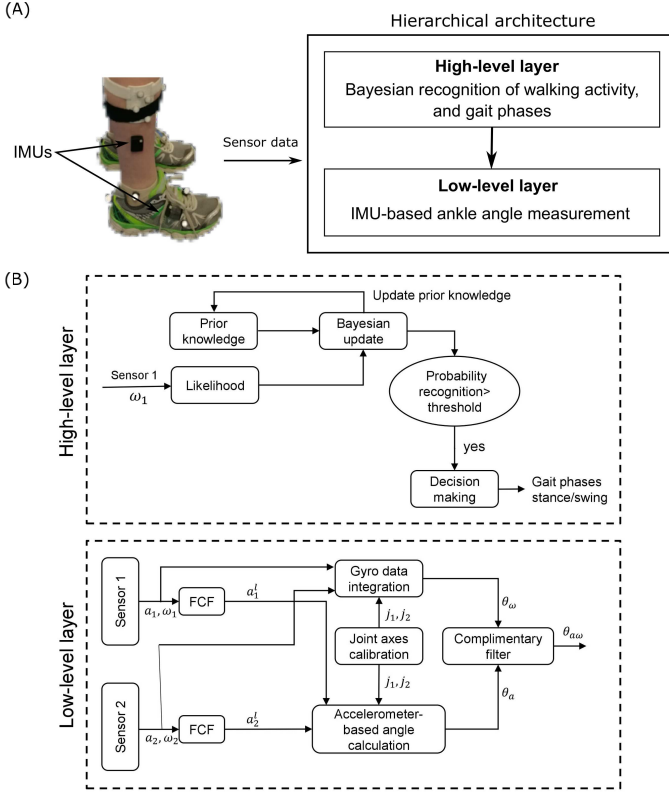 (A)
Hierarchical architecture
High-level layer
Bayesian recognition of walking activity,
and gait phases
IMUs
Sensor data
Low-level layer
IMU-based ankle angle measurement
(B)
High-level layer
Update prior knowledge
Prior
knowledge
Bayesian
update
Sensor 1
ω₁
Likelihood
Probability
recognition>
threshold
yes
Decision
making
Gait phases
stance/swing
Low-level layer
Sensor 1
a₁, ω₁
FCF
a₁ˡ
Gyro data
integration
θ_ω
j₁, j₂
Joint axes
calibration
Complimentary
filter
θ_aω
j₁, j₂
θ_a
Sensor 2
a₂, ω₂
FCF
a₂ˡ
Accelerometer-
based angle
calculation